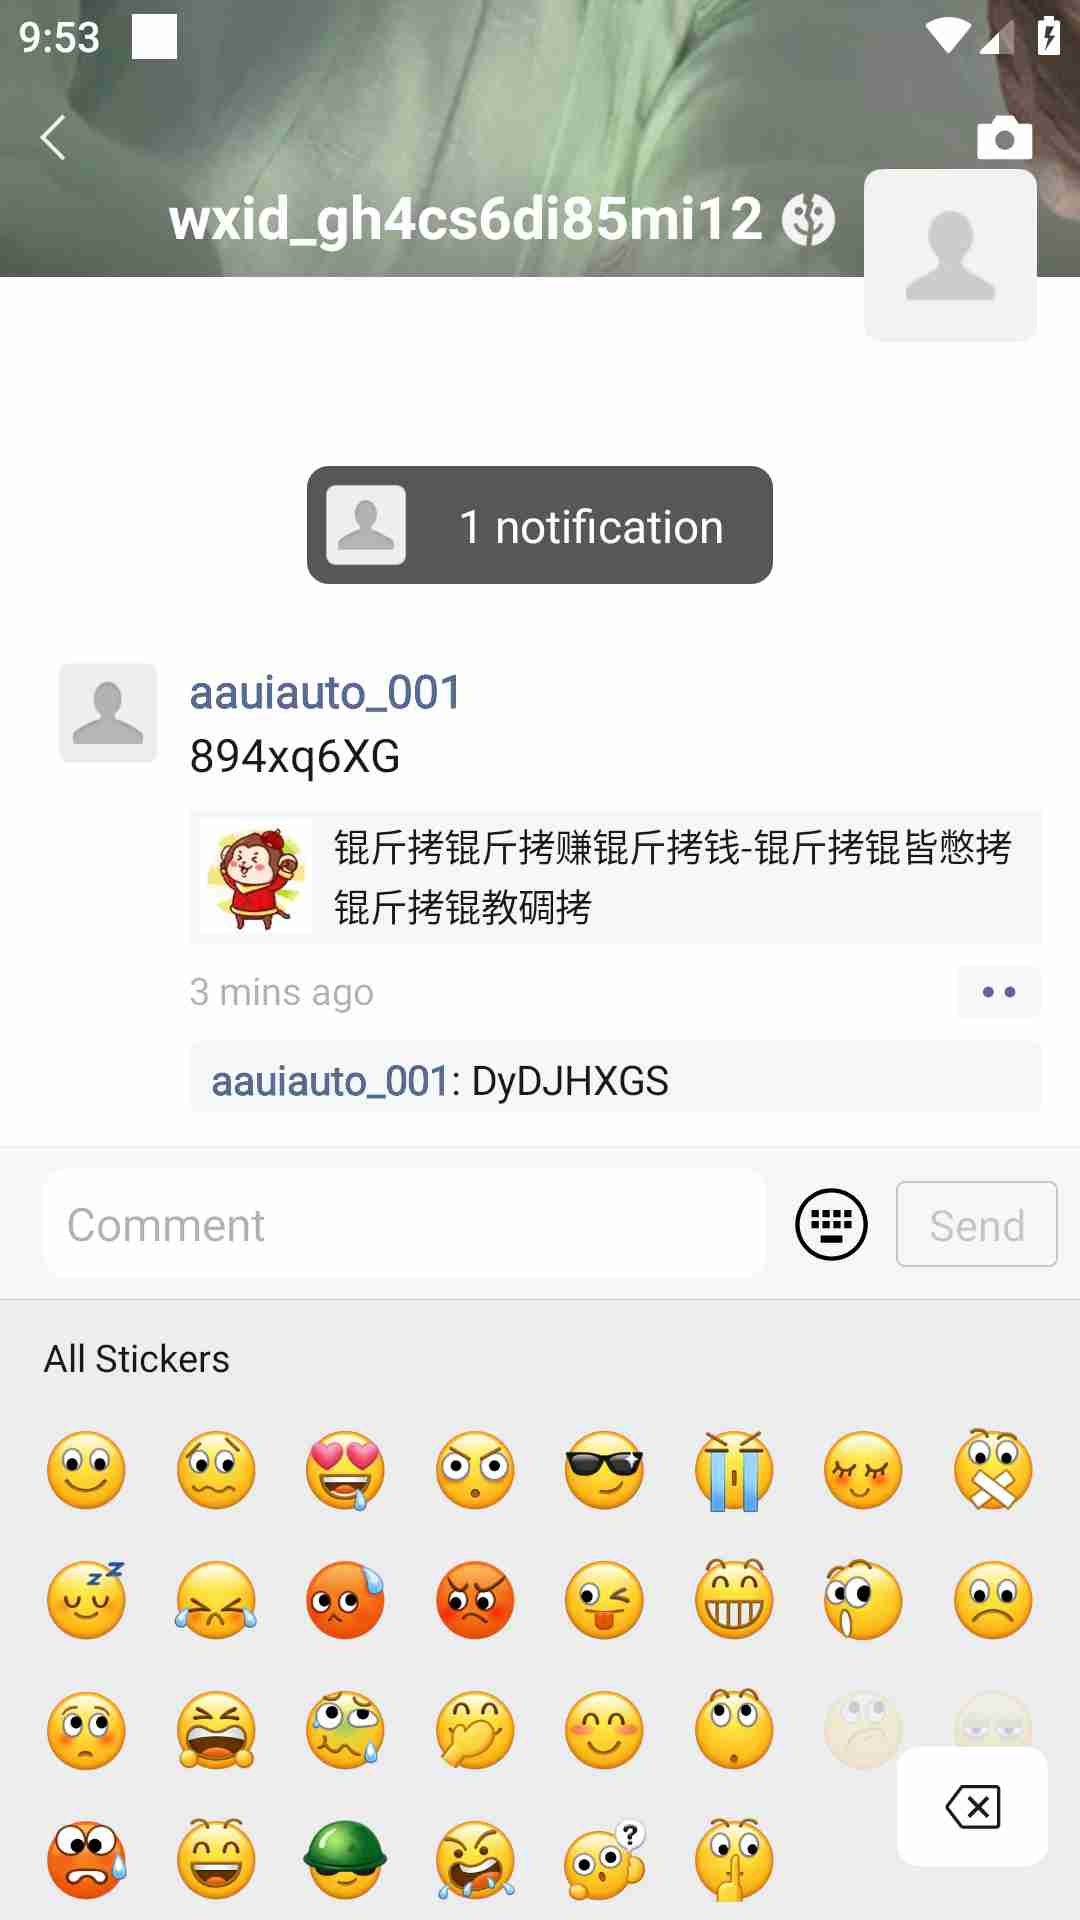 9:53
wxid_gh4cs6di85mi12
1 notification
aauiauto_001
894xq6XG
锟斤拷锟斤拷赚锟斤拷钱-锟斤拷锟皆憋拷
锟斤拷锟教碉拷
3 mins ago
aauiauto_001: DyDJHXGS
Comment
Send
All Stickers